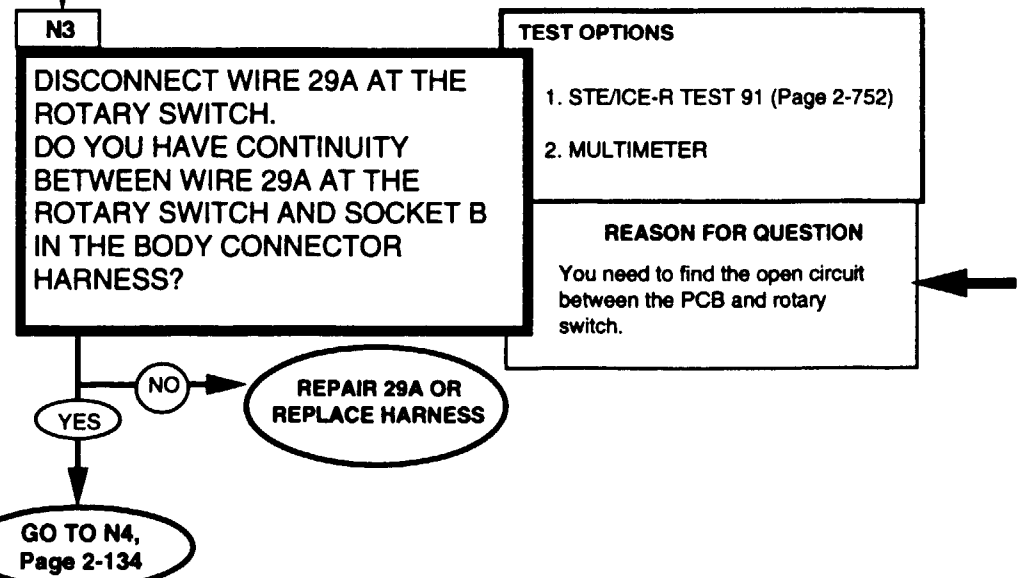 N3
DISCONNECT WIRE 29A AT THE
ROTARY SWITCH.
DO YOU HAVE CONTINUITY
BETWEEN WIRE 29A AT THE
ROTARY SWITCH AND SOCKET B
IN THE BODY CONNECTOR
HARNESS?
TEST OPTIONS
1. STE/ICE-R TEST 91 (Page 2-752)
2. MULTIMETER
REASON FOR QUESTION
You need to find the open circuit
between the PCB and rotary
switch.
NO
REPAIR 29A OR
REPLACE HARNESS
YES
GO TO N4,
Page 2-134